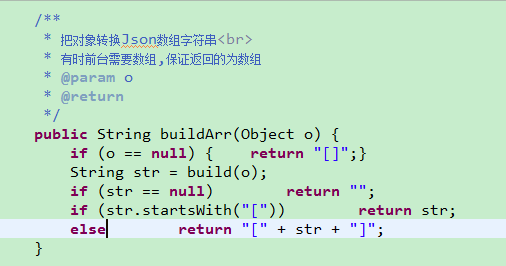 /**
* 把对象转换Json数组字符串<br>
* 有时前台需要数组,保证返回的为数组
* @param o
* @return
*/
public String buildArr(Object o) {
if (o == null) {    return "[]";}
String str = build(o);
if (str == null)        return "";
if (str.startsWith("["))        return str;
else        return "[" + str + "]";
}